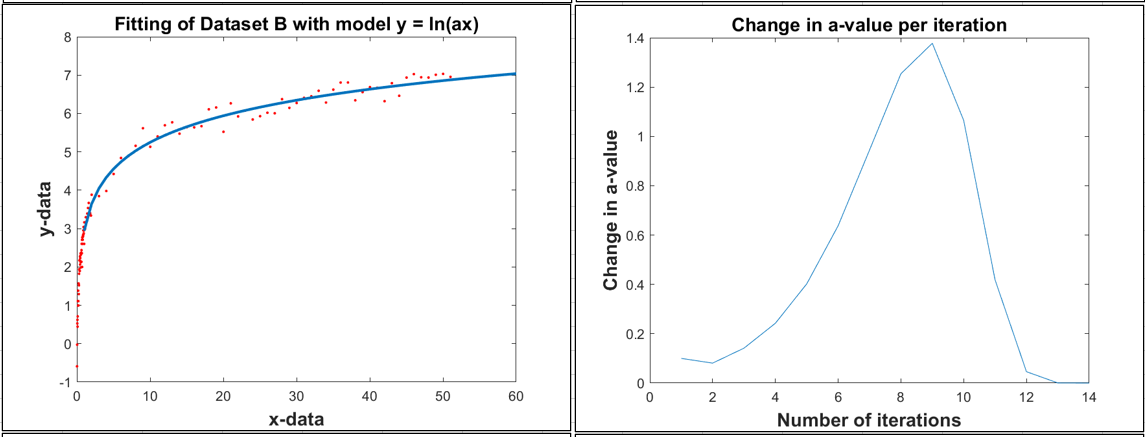 Fitting of Dataset B with model y = ln(ax)
8
7
6
5
4
3
2
1
0
-1
y-data
0 10 20 30 40 50 60
x-data
Change in a-value per iteration
1.4
1.2
1
0.8
0.6
0.4
0.2
0
Change in a-value
0 2 4 6 8 10 12 14
Number of iterations